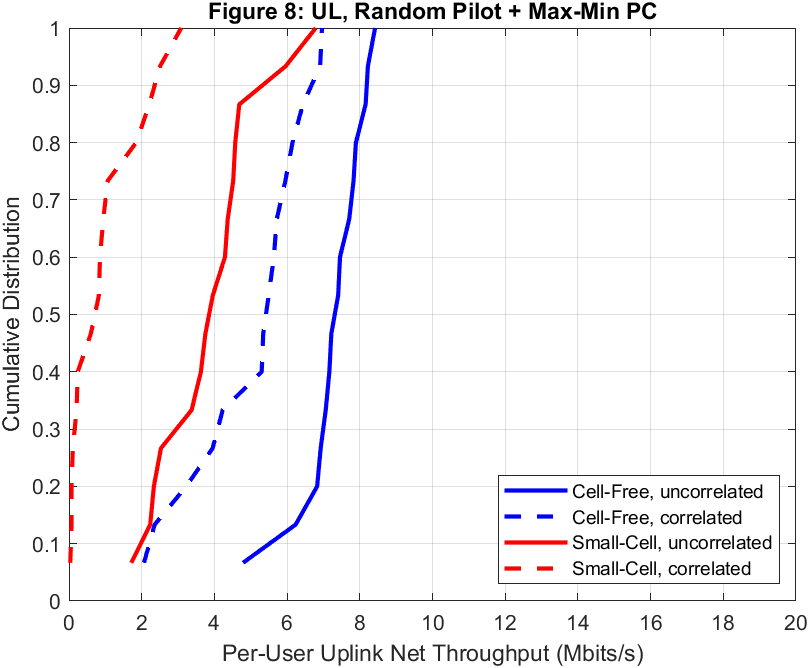 Figure 8: UL, Random Pilot + Max-Min PC
Cumulative Distribution
1
0.9
0.8
0.7
0.6
0.5
0.4
0.3
0.2
0.1
0
Cell-Free, uncorrelated
Cell-Free, correlated
Small-Cell, uncorrelated
Small-Cell, correlated
0 2 4 6 8 10 12 14 16 18 20
Per-User Uplink Net Throughput (Mbits/s)